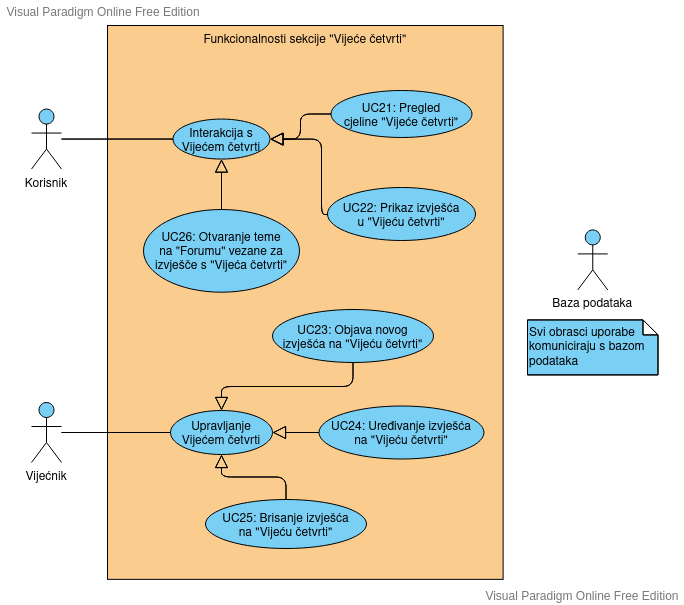 Visual Paradigm Online Free Edition
Funkcionalnosti sekcije "Vijeće četvrti"
UC21: Pregled
cjeline "Vijeće četvrti"
Interakcija s
Vijećem četvrti
Korisnik
UC22: Prikaz izvješća
u "Vijeću četvrti"
UC26: Otvaranje teme
na "Forumu" vezane za
izvješče s "Vijeća četvrti"
Baza podataka
Svi obrasci uporabe
komuniciraju s bazom
podataka
UC23: Objava novog
izvješća na "Vijeću četvrti"
Upravljanje
Vijećem četvrti
UC24: Uređivanje izvješća
na "Vijeću četvrti"
Vijećnik
UC25: Brisanje izvješća
na "Vijeću četvrti"
Visual Paradigm Online Free Edition